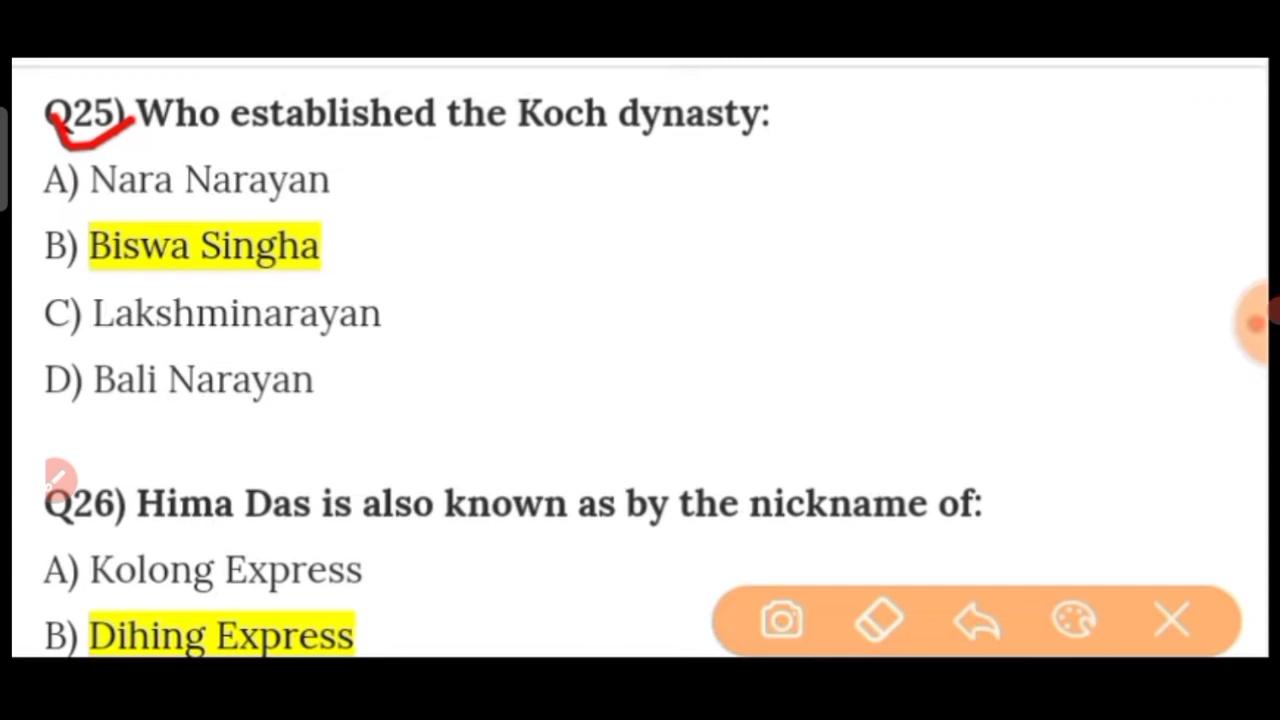 Q25) Who established the Koch dynasty:
A) Nara Narayan
B) Biswa Singha
C) Lakshminarayan
D) Bali Narayan
Q26) Hima Das is also known as by the nickname of:
A) Kolong Express
B) Dihing Express